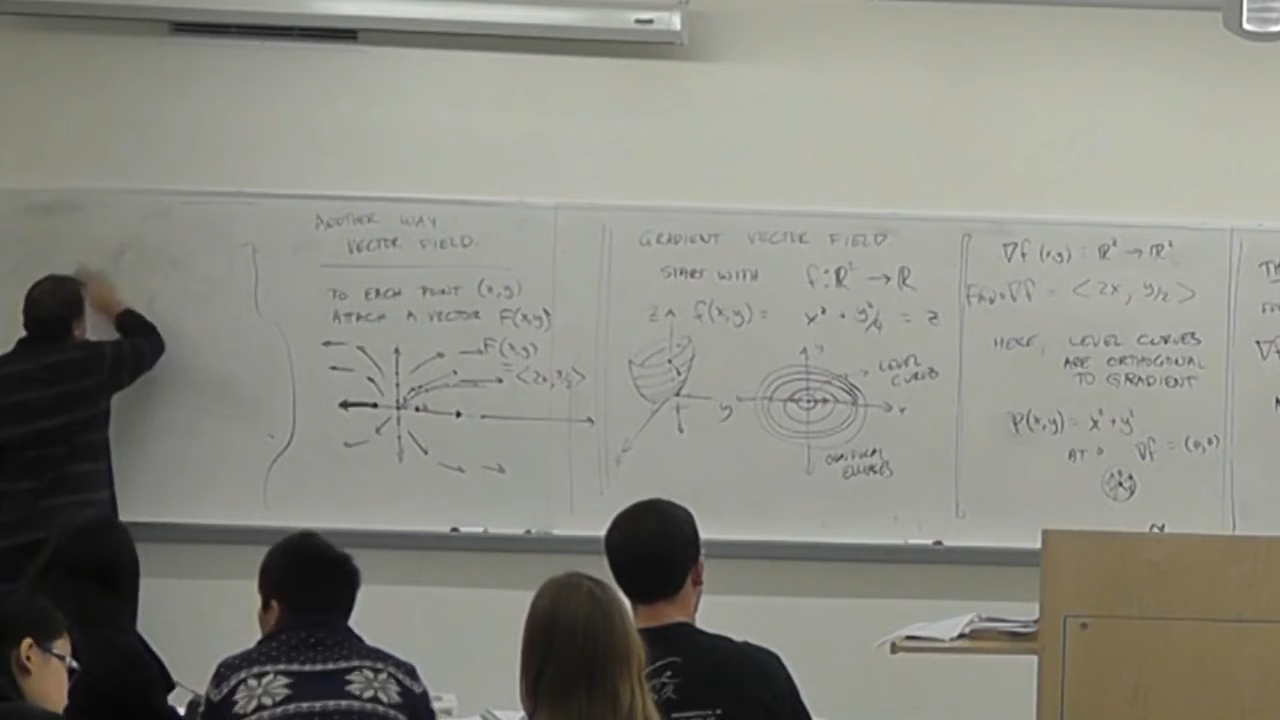 ANOTHER WAY
VECTOR FIELD.
TO EACH POINT (x,y)
ATTACH A VECTOR F(x,y)
F(x,y)
= <2x, y/2>
GRADIENT VECTOR FIELD
START WITH f: ℝ² → ℝ
z f(x,y) = x² + y²/4 = z
y
y
x
LEVEL
CURVES
ELLIPSES
∇f(x,y) : ℝ² → ℝ²
∇f = <2x, y/2>
HERE, LEVEL CURVES
ARE ORTHOGONAL
TO GRADIENT
(x,y) = x² + y²
AT 0 ∇f = (0,0)